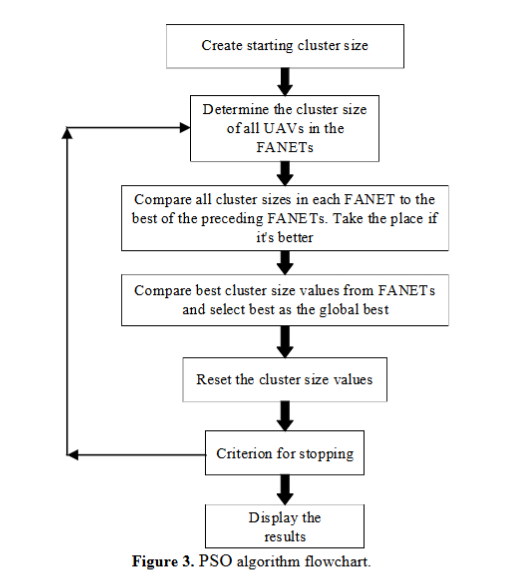 Create starting cluster size
Determine the cluster size
of all UAVs in the
FANETs
Compare all cluster sizes in each FANET to the
best of the preceding FANETs. Take the place if
it's better
Compare best cluster size values from FANETs
and select best as the global best
Reset the cluster size values
Criterion for stopping
Display the
results
Figure 3. PSO algorithm flowchart.